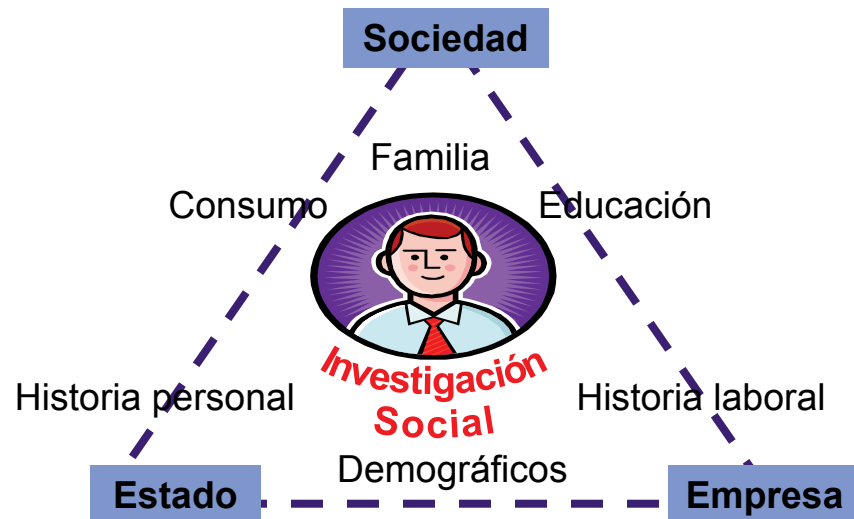 Sociedad
Familia
Consumo
Educación
Investigación
Social
Historia personal
Historia laboral
Demográficos
Estado
Empresa